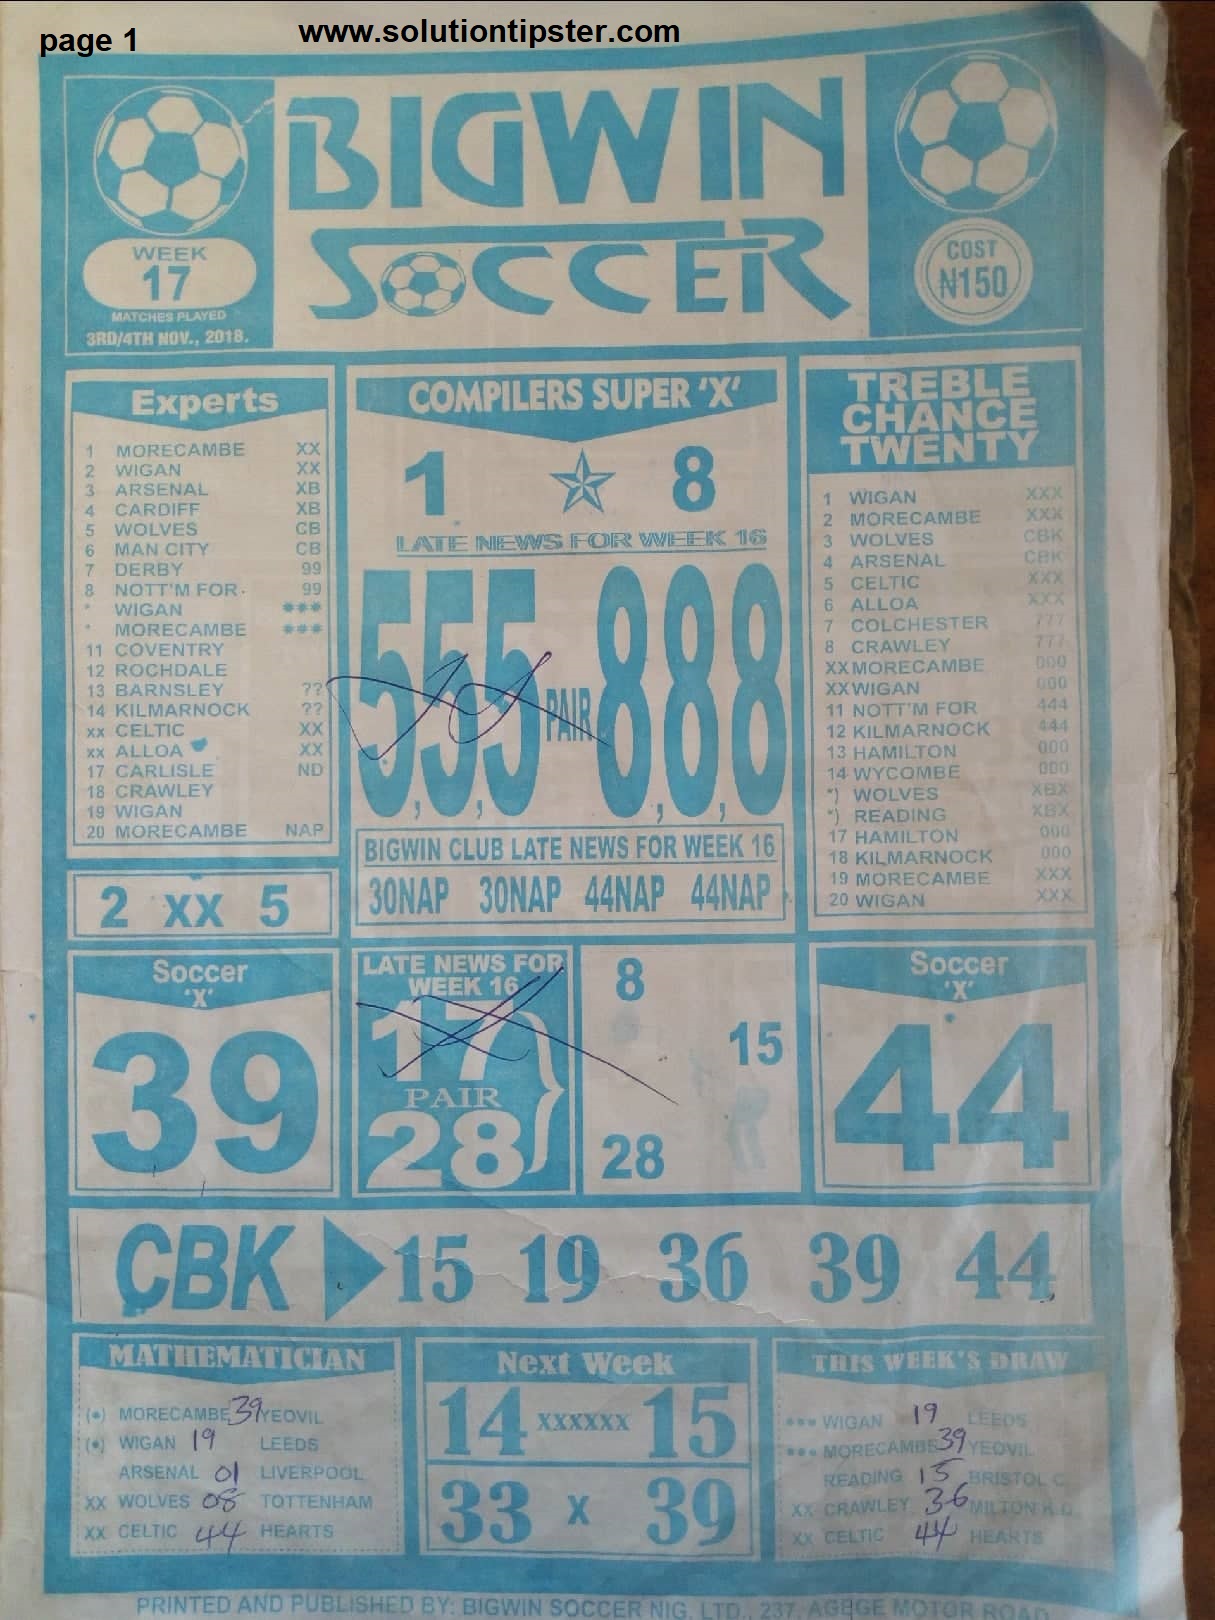 page 1
www.solutiontipster.com
BIGWIN
SOCCER
WEEK
17
MATCHES PLAYED
3RD/4TH NOV., 2018.
COST
₦150
Experts
1 MORECAMBE XX
2 WIGAN XX
3 ARSENAL XB
4 CARDIFF XB
5 WOLVES CB
6 MAN CITY CB
7 DERBY 99
8 NOTT'M FOR. 99
* WIGAN ***
* MORECAMBE ***
11 COVENTRY
12 ROCHDALE
13 BARNSLEY ??
14 KILMARNOCK ??
xx CELTIC XX
xx ALLOA XX
17 CARLISLE ND
18 CRAWLEY
19 WIGAN
20 MORECAMBE NAP
2 XX 5
COMPILERS SUPER 'X'
1 8
LATE NEWS FOR WEEK 16
5,5,5 PAIR 8,8,8
BIGWIN CLUB LATE NEWS FOR WEEK 16
30NAP 30NAP 44NAP 44NAP
TREBLE
CHANCE
TWENTY
1 WIGAN XXX
2 MORECAMBE XXX
3 WOLVES CBK
4 ARSENAL CBK
5 CELTIC XXX
6 ALLOA XXX
7 COLCHESTER 777
8 CRAWLEY 777
XX MORECAMBE 000
XX WIGAN 000
11 NOTT'M FOR 444
12 KILMARNOCK 444
13 HAMILTON 000
14 WYCOMBE 000
*) WOLVES XBX
*) READING XBX
17 HAMILTON 000
18 KILMARNOCK 000
19 MORECAMBE XXX
20 WIGAN XXX
Soccer
'X'
39
LATE NEWS FOR
WEEK 16
17
PAIR
28
8
15
28
Soccer
'X'
44
CBK 15 19 36 39 44
MATHEMATICIAN
(•) MORECAMBE 39 YEOVIL
(•) WIGAN 19 LEEDS
ARSENAL 01 LIVERPOOL
XX WOLVES 08 TOTTENHAM
XX CELTIC 44 HEARTS
Next Week
14 XXXXXX 15
33 X 39
THIS WEEK'S DRAW
••• WIGAN 19 LEEDS
••• MORECAMBE 39 YEOVIL
READING 15 BRISTOL C.
XX CRAWLEY 36 MILTON K.D.
XX CELTIC 44 HEARTS
PRINTED AND PUBLISHED BY: BIGWIN SOCCER NIG. LTD., 237, AGEGE MOTOR ROAD